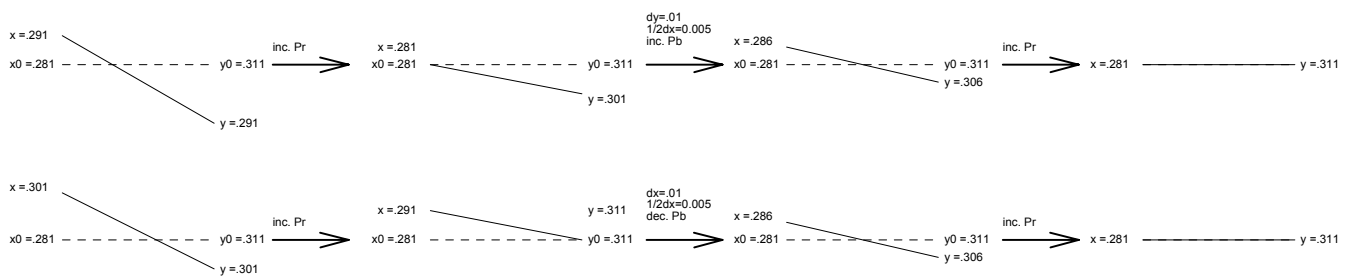 x =.291
x0 =.281
y0 =.311
y =.291
inc. Pr
x =.281
x0 =.281
y0 =.311
y =.301
dy=.01
1/2dx=0.005
inc. Pb
x =.286
x0 =.281
y0 =.311
y =.306
inc. Pr
x =.281
y =.311
x =.301
x0 =.281
y0 =.311
y =.301
inc. Pr
x =.291
x0 =.281
y =.311
y0 =.311
dx=.01
1/2dx=0.005
dec. Pb
x =.286
x0 =.281
y0 =.311
y =.306
inc. Pr
x =.281
y =.311